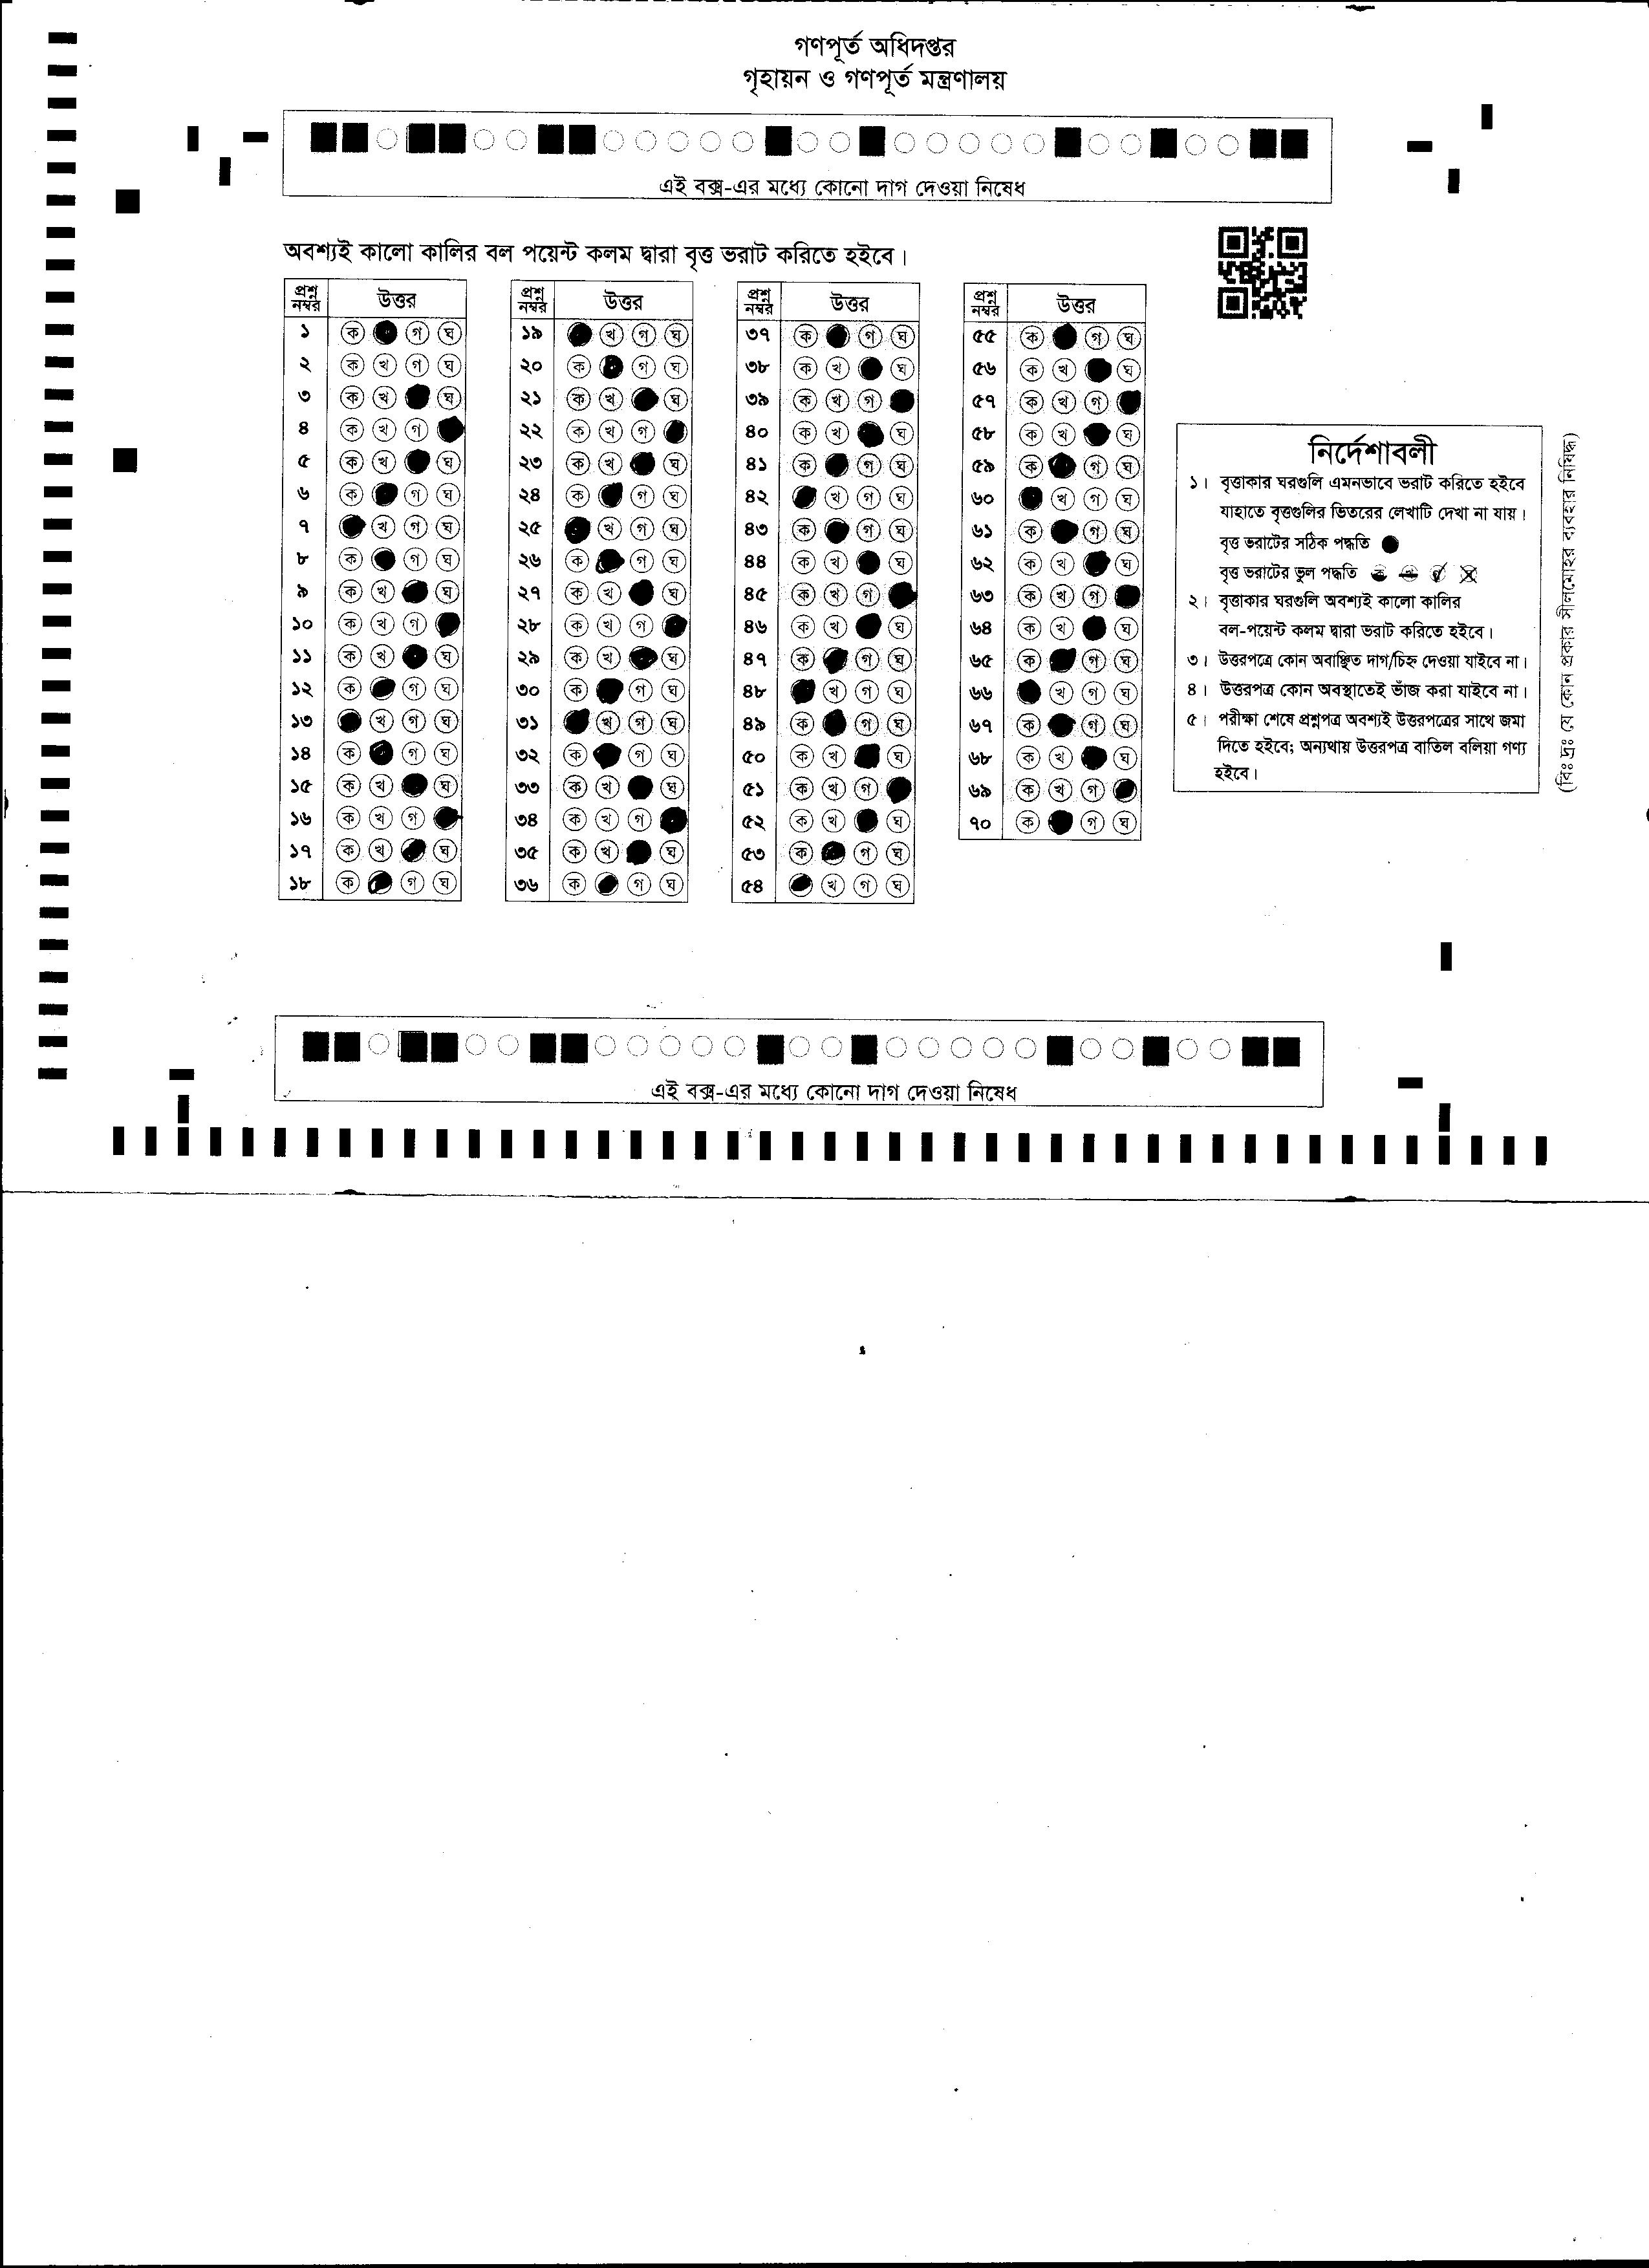 গণপূর্ত অধিদপ্তর
গৃহায়ন ও গণপূর্ত মন্ত্রণালয়
এই বক্স-এর মধ্যে কোনো দাগ দেওয়া নিষেধ
অবশ্যই কালো কালির বল পয়েন্ট কলম দ্বারা বৃত্ত ভরাট করিতে হইবে।
প্রশ্ন নম্বর উত্তর
১ ক গ ঘ
২ ক খ গ ঘ
৩ ক খ ঘ
৪ ক খ গ
৫ ক খ ঘ
৬ ক গ ঘ
৭ খ গ ঘ
৮ ক গ ঘ
৯ ক খ ঘ
১০ ক খ গ
১১ ক খ ঘ
১২ ক গ ঘ
১৩ খ গ ঘ
১৪ ক গ ঘ
১৫ ক খ ঘ
১৬ ক খ গ
১৭ ক খ ঘ
১৮ ক গ ঘ
প্রশ্ন নম্বর উত্তর
১৯ খ গ ঘ
২০ ক গ ঘ
২১ ক খ ঘ
২২ ক খ গ
২৩ ক খ ঘ
২৪ ক গ ঘ
২৫ খ গ ঘ
২৬ ক গ ঘ
২৭ ক খ ঘ
২৮ ক খ গ
২৯ ক খ ঘ
৩০ ক গ ঘ
৩১ খ গ ঘ
৩২ ক গ ঘ
৩৩ ক খ ঘ
৩৪ ক খ গ
৩৫ ক খ ঘ
৩৬ ক গ ঘ
প্রশ্ন নম্বর উত্তর
৩৭ ক গ ঘ
৩৮ ক খ ঘ
৩৯ ক খ গ
৪০ ক খ ঘ
৪১ ক গ ঘ
৪২ খ গ ঘ
৪৩ ক গ ঘ
৪৪ ক খ ঘ
৪৫ ক খ গ
৪৬ ক খ ঘ
৪৭ ক গ ঘ
৪৮ খ গ ঘ
৪৯ ক গ ঘ
৫০ ক খ ঘ
৫১ ক খ গ
৫২ ক খ ঘ
৫৩ ক গ ঘ
৫৪ খ গ ঘ
প্রশ্ন নম্বর উত্তর
৫৫ ক গ ঘ
৫৬ ক খ ঘ
৫৭ ক খ গ
৫৮ ক খ ঘ
৫৯ ক গ ঘ
৬০ খ গ ঘ
৬১ ক গ ঘ
৬২ ক খ ঘ
৬৩ ক খ গ
৬৪ ক খ ঘ
৬৫ ক গ ঘ
৬৬ খ গ ঘ
৬৭ ক গ ঘ
৬৮ ক খ ঘ
৬৯ ক খ গ
৭০ ক গ ঘ
নির্দেশাবলী
১। বৃত্তাকার ঘরগুলি এমনভাবে ভরাট করিতে হইবে
যাহাতে বৃত্তগুলির ভিতরের লেখাটি দেখা না যায়।
বৃত্ত ভরাটের সঠিক পদ্ধতি
বৃত্ত ভরাটের ভুল পদ্ধতি
২। বৃত্তাকার ঘরগুলি অবশ্যই কালো কালির
বল-পয়েন্ট কলম দ্বারা ভরাট করিতে হইবে।
৩। উত্তরপত্রে কোন অবাঞ্ছিত দাগ/চিহ্ন দেওয়া যাইবে না।
৪। উত্তরপত্র কোন অবস্থাতেই ভাঁজ করা যাইবে না।
৫। পরীক্ষা শেষে প্রশ্নপত্র অবশ্যই উত্তরপত্রের সাথে জমা
দিতে হইবে; অন্যথায় উত্তরপত্র বাতিল বলিয়া গণ্য
হইবে।
(বিঃ দ্রঃ যে কোন প্রকার সীলমোহর ব্যবহার নিষিদ্ধ)
এই বক্স-এর মধ্যে কোনো দাগ দেওয়া নিষেধ